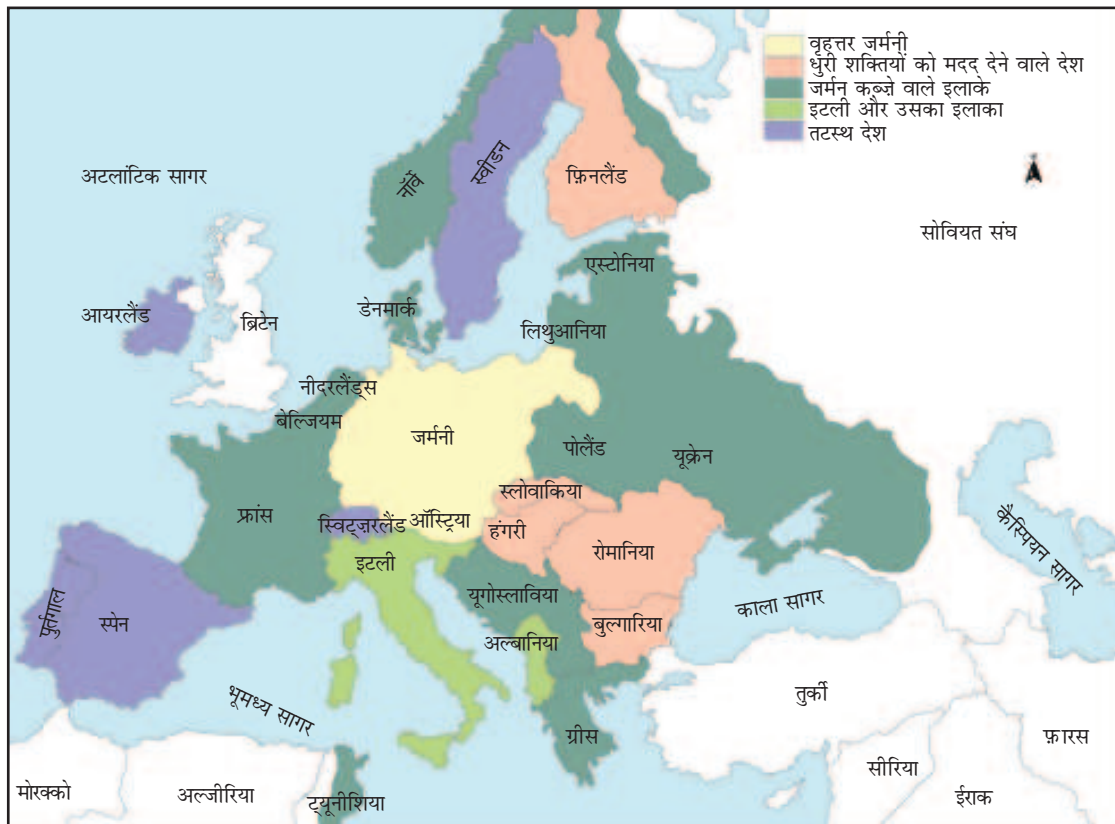 वृहत्तर जर्मनी
धुरी शक्तियों को मदद देने वाले देश
जर्मन कब्ज़े वाले इलाके
इटली और उसका इलाका
तटस्थ देश
अटलांटिक सागर
नॉर्वे
स्वीडन
फ़िनलैंड
सोवियत संघ
एस्टोनिया
आयरलैंड
ब्रिटेन
डेनमार्क
लिथुआनिया
नीदरलैंड्स
बेल्जियम
जर्मनी
पोलैंड
यूक्रेन
स्लोवाकिया
फ्रांस
स्विट्ज़रलैंड
ऑस्ट्रिया
हंगरी
रोमानिया
कैस्पियन सागर
इटली
यूगोस्लाविया
काला सागर
पुर्तगाल
स्पेन
अल्बानिया
बुल्गारिया
भूमध्य सागर
तुर्की
ग्रीस
फ़ारस
सीरिया
मोरक्को
अल्जीरिया
ट्यूनीशिया
ईराक